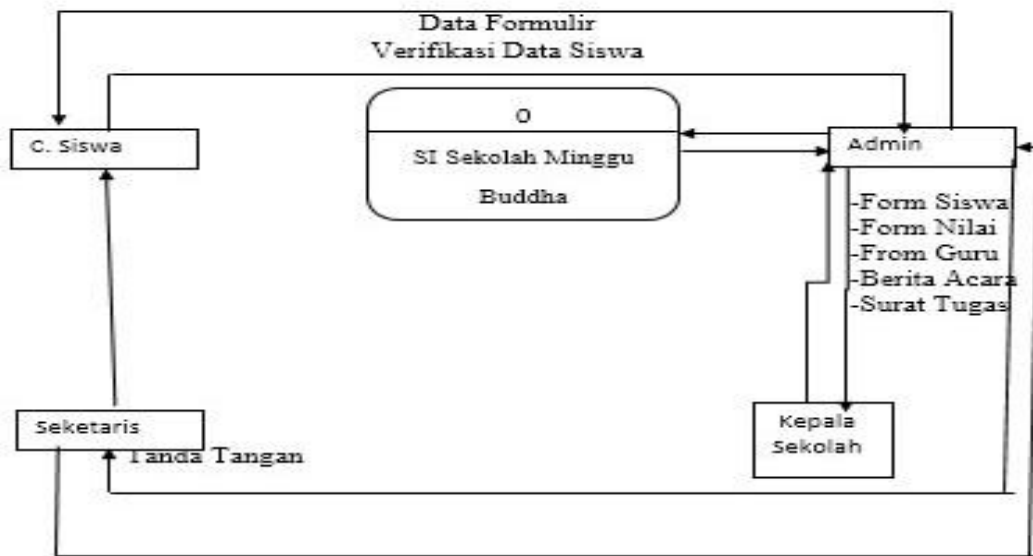 Data Formulir
Verifikasi Data Siswa
0
C. Siswa
SI Sekolah Minggu
Buddha
Admin
-Form Siswa
-Form Nilai
-From Guru
-Berita Acara
-Surat Tugas
Seketaris
Tanda Tangan
Kepala
Sekolah